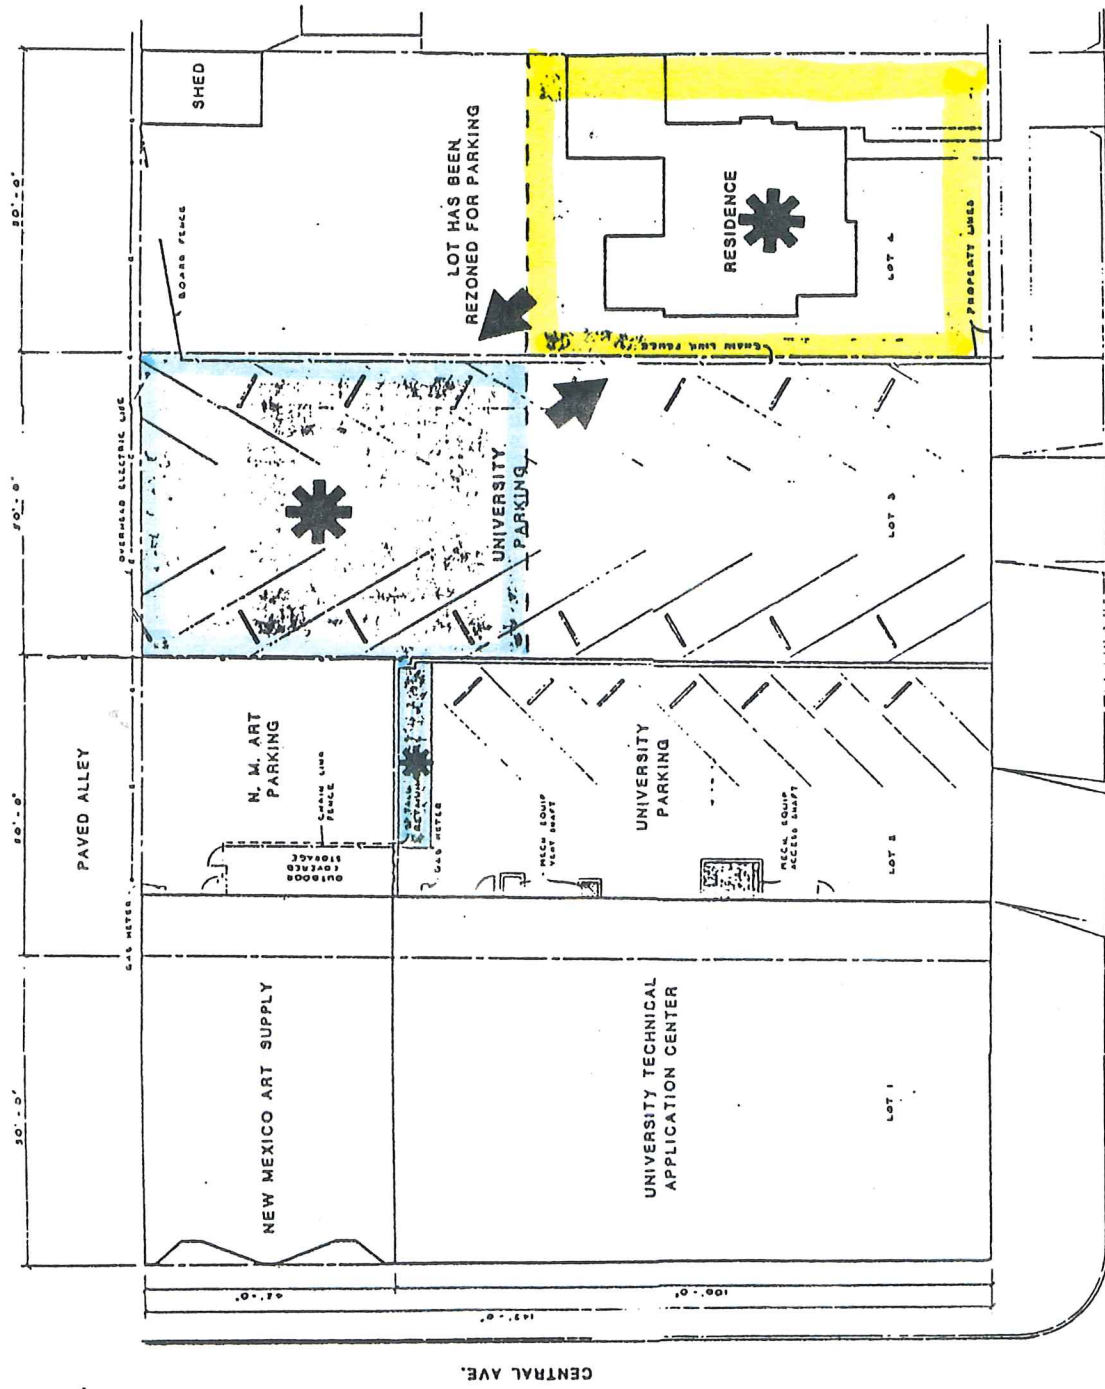 50'-0"
50'-0"
50'-0"
50'-0"
PAVED ALLEY
GAS METER
OVERHEAD ELECTRIC LINE
SHED
BOARD FENCE
N. M. ART
PARKING
CHAIN LINK
FENCE
OUTDOOR
COVERED
STORAGE
LOT HAS BEEN
REZONED FOR PARKING
UNIVERSITY
PARKING
CHAIN LINK FENCE
RESIDENCE
LOT 4
PROPERTY LINES
LOT 3
GAS METER
MECH EQUIP
VENT SHAFT
UNIVERSITY
PARKING
MECH. EQUIP
ACCESS SHAFT
LOT 2
NEW MEXICO ART SUPPLY
UNIVERSITY TECHNICAL
APPLICATION CENTER
LOT 1
42'-0"
100'-0"
142'-0"
CENTRAL AVE.